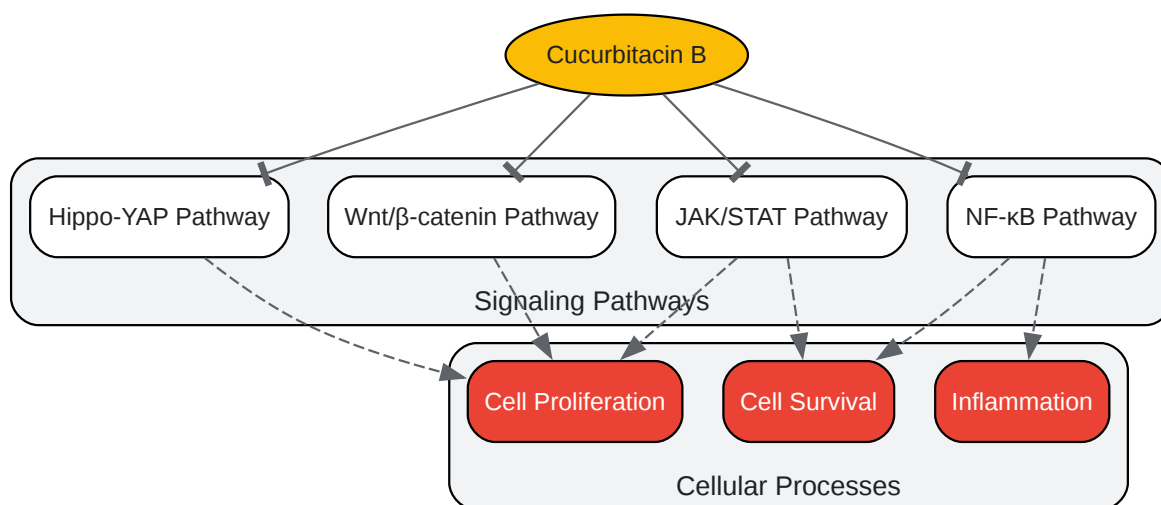 Cucurbitacin B
Hippo-YAP Pathway
Wnt/β-catenin Pathway
JAK/STAT Pathway
NF-κB Pathway
Signaling Pathways
Cell Proliferation
Cell Survival
Inflammation
Cellular Processes